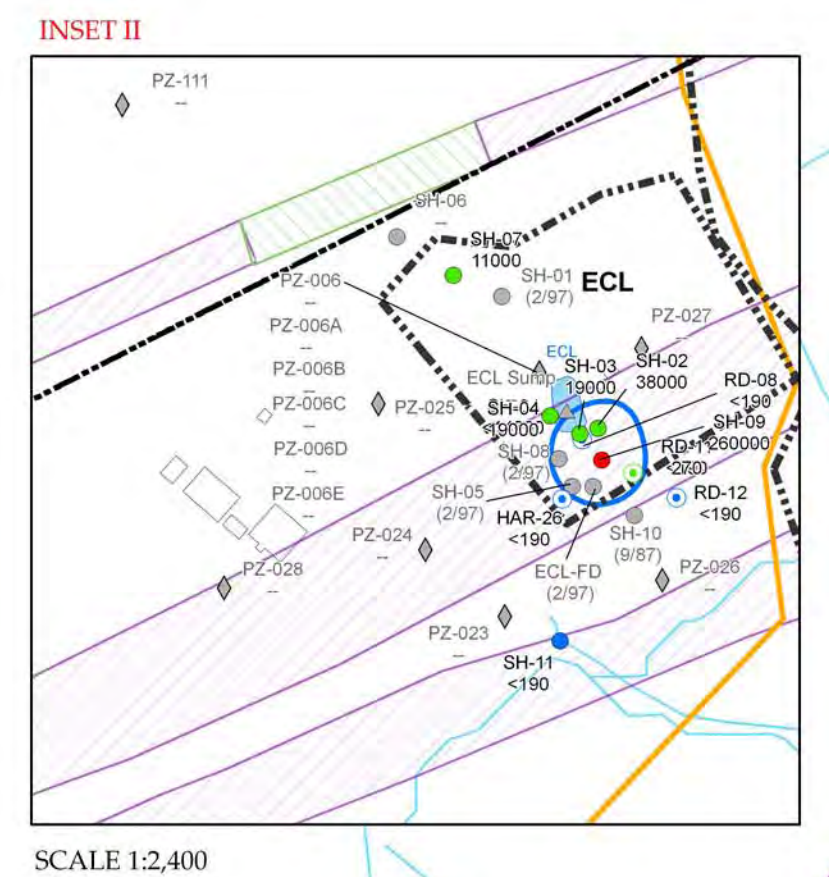 INSET II
PZ-111
--
SH-06
--
SH-07
11000
SH-01
(2/97)
ECL
PZ-006
--
PZ-006A
--
PZ-006B
--
PZ-006C
--
PZ-006D
--
PZ-006E
--
PZ-027
--
ECL
ECL Sump
SH-03
19000
SH-02
38000
RD-08
<190
PZ-025
--
SH-04
<19000
SH-09
260000
SH-08
(2/97)
SH-05
(2/97)
RD-12
<190
HAR-26
<190
SH-10
(9/87)
PZ-024
--
ECL-FD
(2/97)
PZ-028
--
PZ-026
--
PZ-023
--
SH-11
<190
SCALE 1:2,400